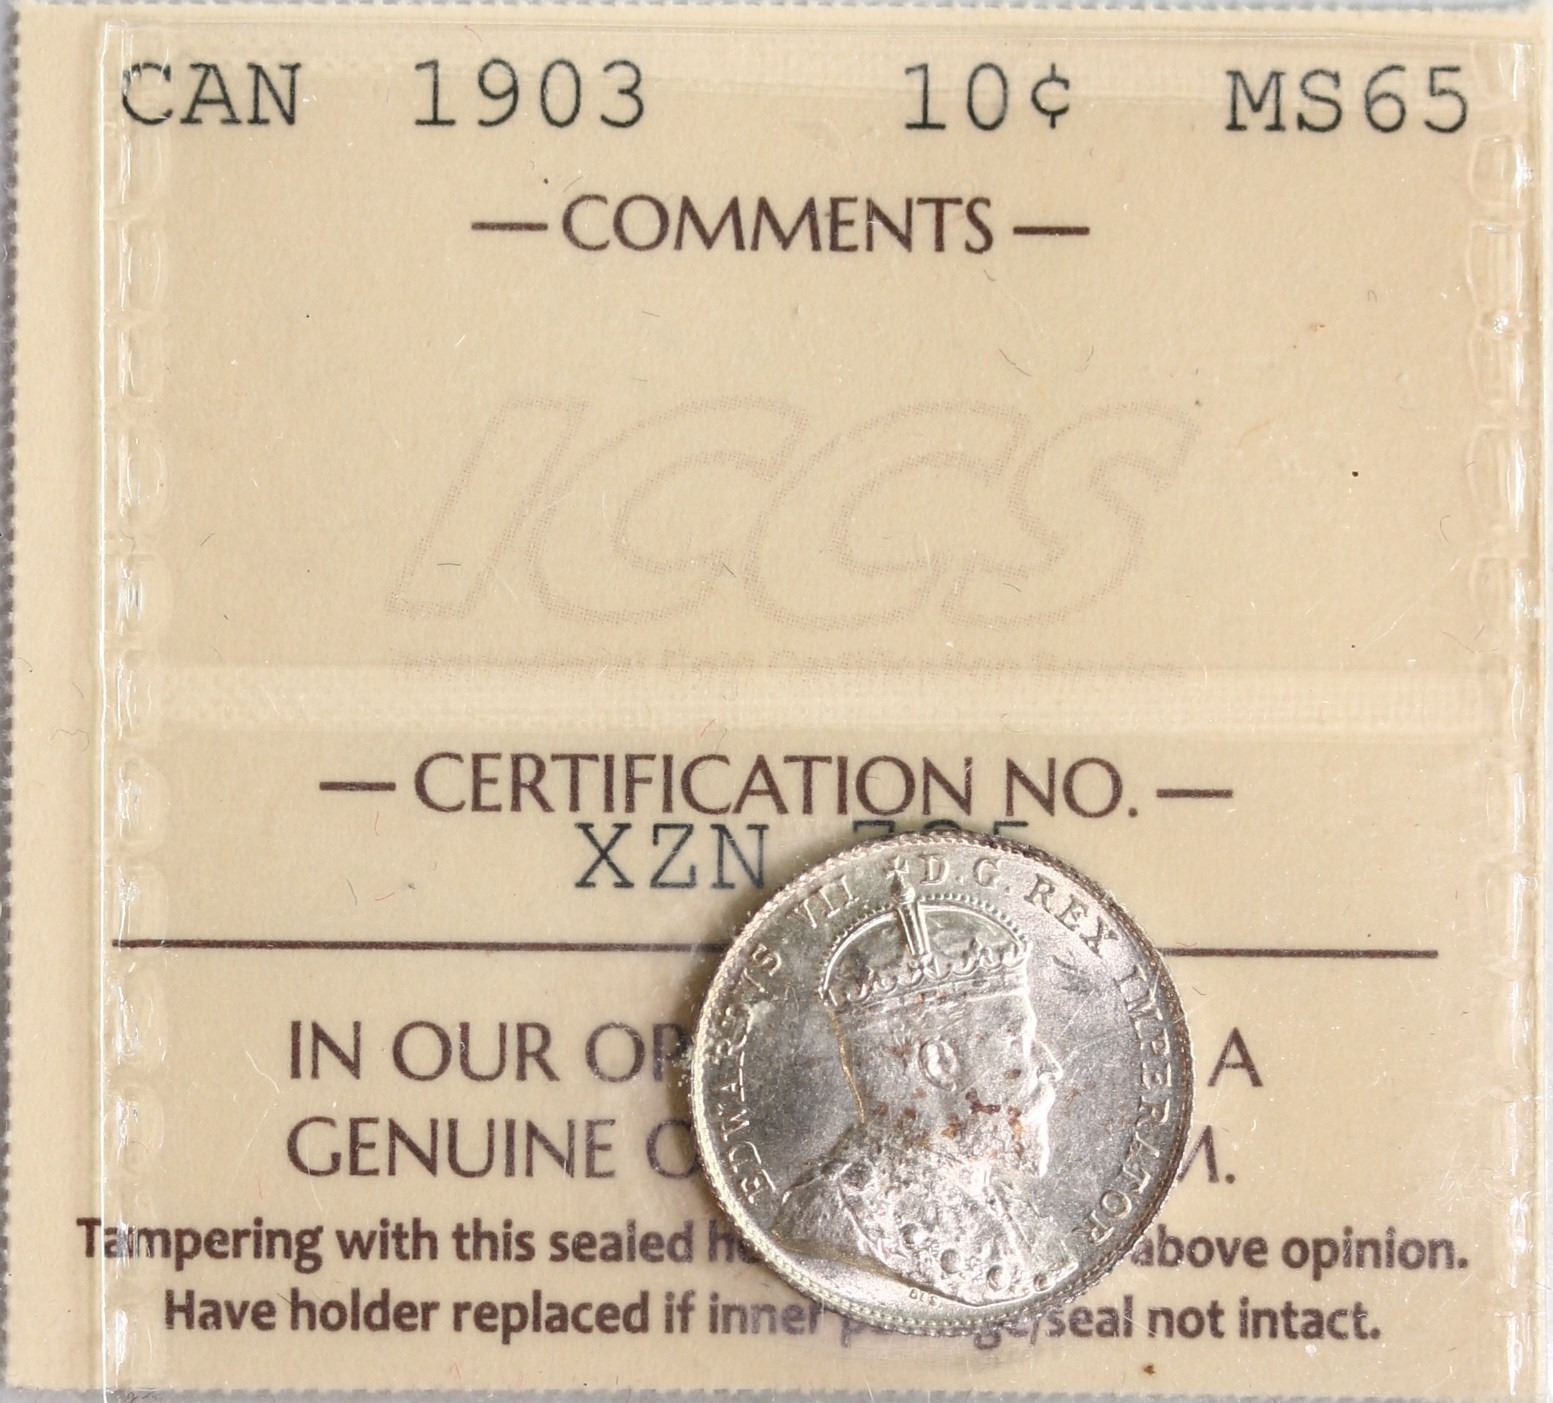 CAN 1903 10¢ MS65
— COMMENTS —
ICCS
— CERTIFICATION NO. —
XZN
IN OUR A
GENUINE
Tampering with this sealed above opinion.
Have holder replaced if inner seal not intact.
EDWARDVS VII D.G. REX IMPERATOR